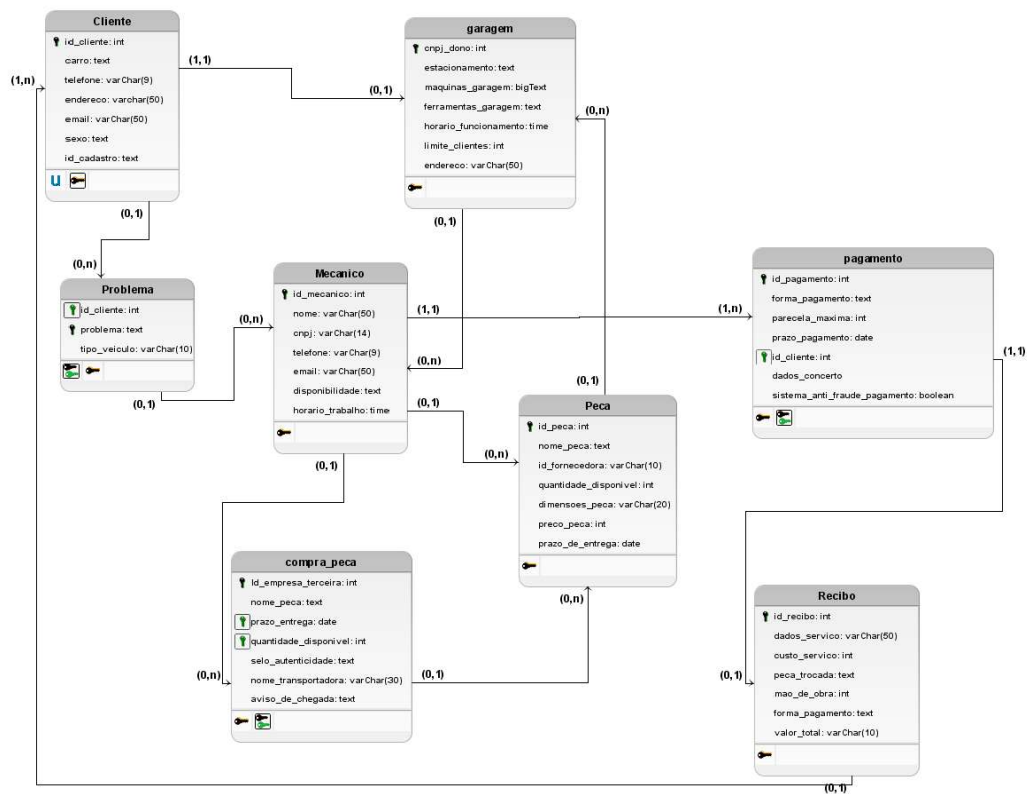 Cliente
id_cliente: int
carro: text
telefone: varChar(9)
endereco: varchar(50)
email: varChar(50)
sexo: text
id_cadastro: text
(1,n)
(1,1)
(0,1)
(0,1)
garagem
cnpj_dono: int
estacionamento: text
maquinas_garagem: bigText
ferramentas_garagem: text
horario_funcionamento: time
limite_clientes: int
endereco: varChar(50)
(0,n)
(0,1)
(0,n)
Problema
id_cliente: int
problema: text
tipo_veiculo: varChar(10)
(0,1)
(0,n)
Mecanico
id_mecanico: int
nome: varChar(50)
cnpj: varChar(14)
telefone: varChar(9)
email: varChar(50)
disponibilidade: text
horario_trabalho: time
(1,1)
(0,n)
(0,1)
(0,1)
(1,n)
pagamento
id_pagamento: int
forma_pagamento: text
parecela_maxima: int
prazo_pagamento: date
id_cliente: int
dados_concerto
sistema_anti_fraude_pagamento: boolean
(1,1)
(0,1)
(0,n)
Peca
id_peca: int
nome_peca: text
id_fornecedora: varChar(10)
quantidade_disponivel: int
dimensoes_peca: varChar(20)
preco_peca: int
prazo_de_entrega: date
(0,n)
compra_peca
Id_empresa_terceira: int
nome_peca: text
prazo_entrega: date
quantidade_disponivel: int
selo_autenticidade: text
nome_transportadora: varChar(30)
aviso_de_chegada: text
(0,n)
(0,1)
Recibo
id_recibo: int
dados_servico: varChar(50)
custo_servico: int
peca_trocada: text
mao_de_obra: int
forma_pagamento: text
valor_total: varChar(10)
(0,1)
(0,1)